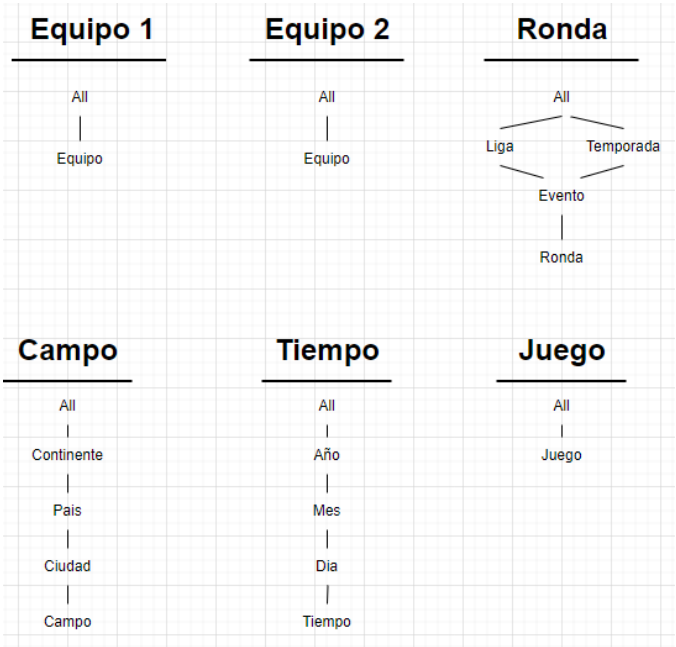 Equipo 1
Equipo 2
Ronda
All
All
All
Liga
Temporada
Equipo
Equipo
Evento
Ronda
Campo
Tiempo
Juego
All
All
All
Continente
Año
Juego
Pais
Mes
Ciudad
Dia
Campo
Tiempo